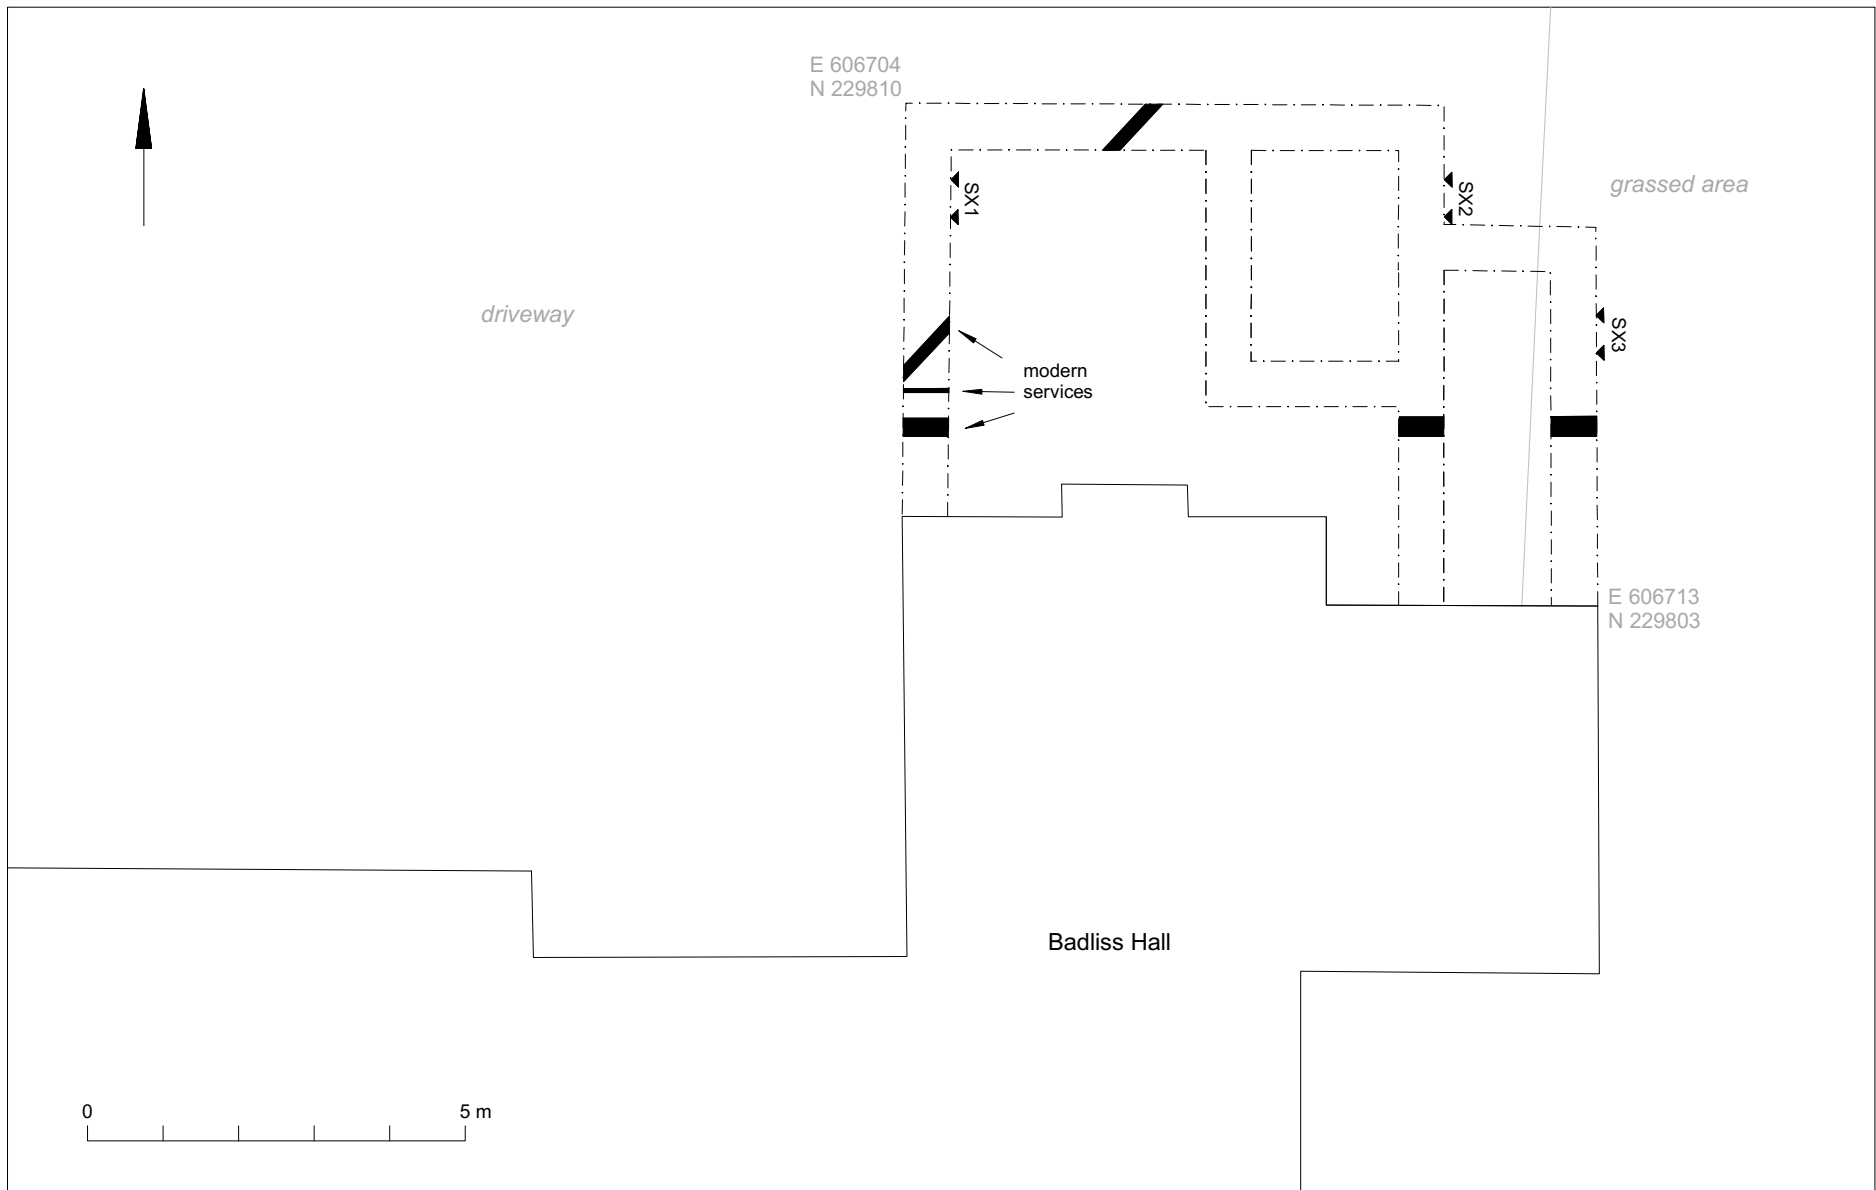 E 606704
N 229810
grassed area
SX1
SX2
driveway
SX3
modern
services
E 606713
N 229803
Badliss Hall
0
5 m